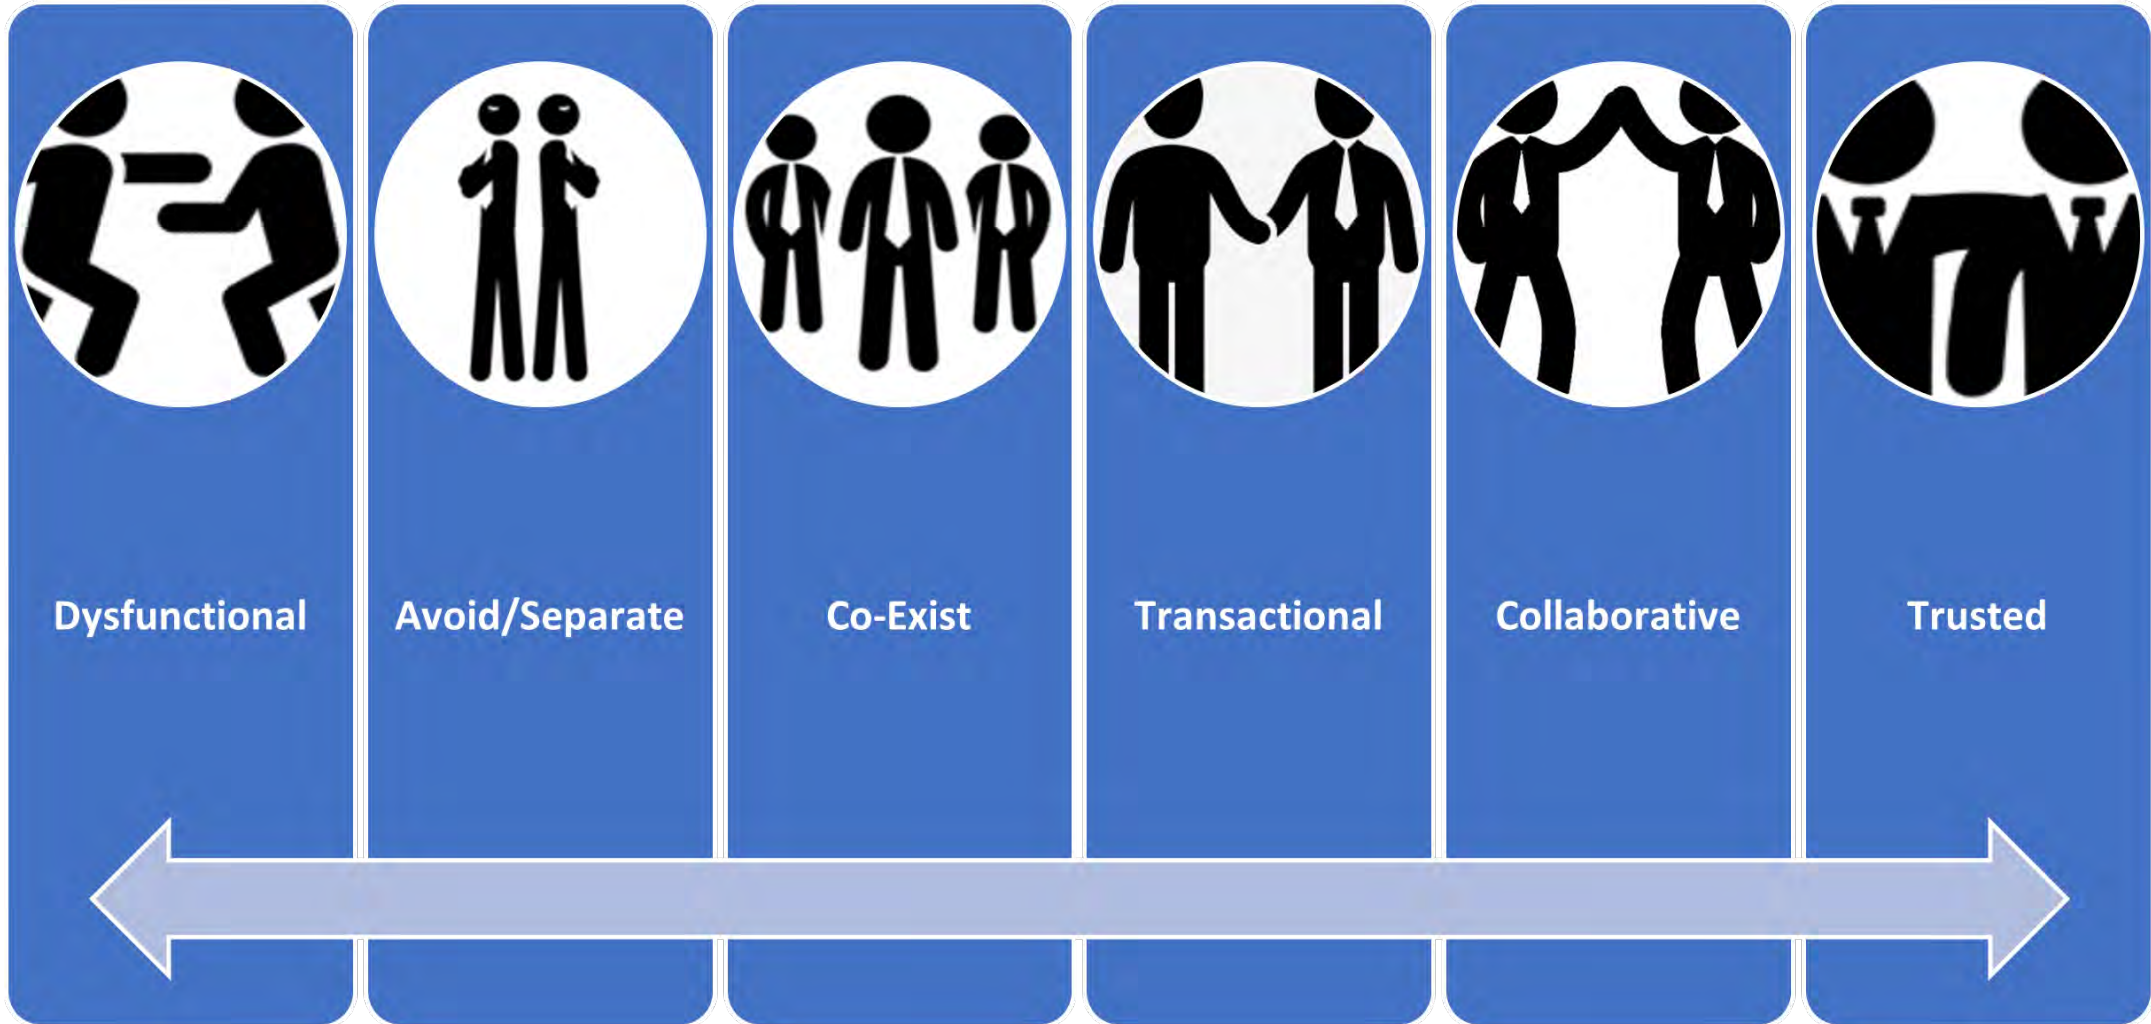 Dysfunctional
Avoid/Separate
Co-Exist
Transactional
Collaborative
Trusted